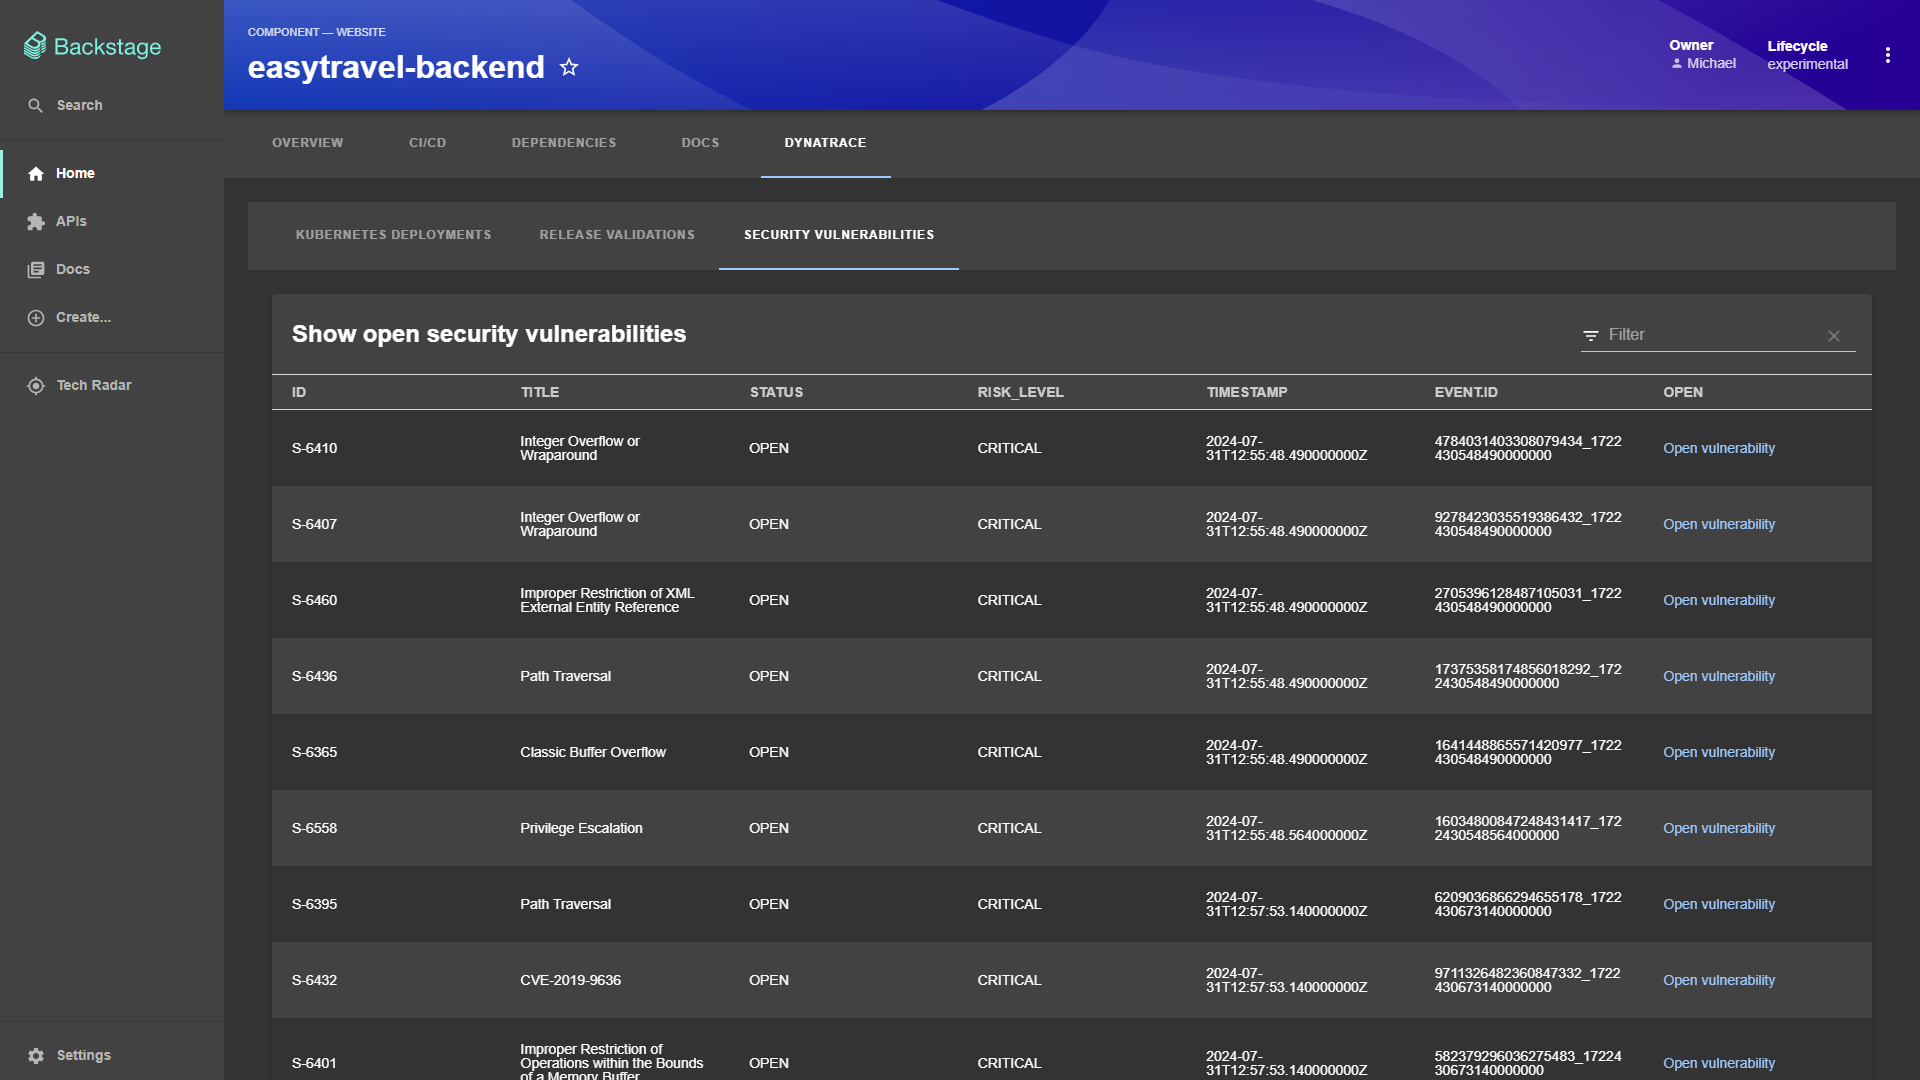 Backstage
Search
Home
APIs
Docs
Create...
Tech Radar
Settings
COMPONENT — WEBSITE
easytravel-backend
Owner
Michael
Lifecycle
experimental
OVERVIEW CI/CD DEPENDENCIES DOCS DYNATRACE
KUBERNETES DEPLOYMENTS RELEASE VALIDATIONS SECURITY VULNERABILITIES
Show open security vulnerabilities
Filter
ID TITLE STATUS RISK_LEVEL TIMESTAMP EVENT.ID OPEN
S-6410 Integer Overflow or Wraparound OPEN CRITICAL 2024-07-31T12:55:48.490000000Z 4784031403308079434_1722430548490000000 Open vulnerability
S-6407 Integer Overflow or Wraparound OPEN CRITICAL 2024-07-31T12:55:48.490000000Z 9278423035519386432_1722430548490000000 Open vulnerability
S-6460 Improper Restriction of XML External Entity Reference OPEN CRITICAL 2024-07-31T12:55:48.490000000Z 2705396128487105031_1722430548490000000 Open vulnerability
S-6436 Path Traversal OPEN CRITICAL 2024-07-31T12:55:48.490000000Z 17375358174856018292_1722430548490000000 Open vulnerability
S-6365 Classic Buffer Overflow OPEN CRITICAL 2024-07-31T12:55:48.490000000Z 1641448865571420977_1722430548490000000 Open vulnerability
S-6558 Privilege Escalation OPEN CRITICAL 2024-07-31T12:55:48.564000000Z 16034800847248431417_1722430548564000000 Open vulnerability
S-6395 Path Traversal OPEN CRITICAL 2024-07-31T12:57:53.140000000Z 6209036866294655178_1722430673140000000 Open vulnerability
S-6432 CVE-2019-9636 OPEN CRITICAL 2024-07-31T12:57:53.140000000Z 9711326482360847332_1722430673140000000 Open vulnerability
S-6401 Improper Restriction of Operations within the Bounds of a Memory Buffer OPEN CRITICAL 2024-07-31T12:57:53.140000000Z 582379296036275483_1722430673140000000 Open vulnerability